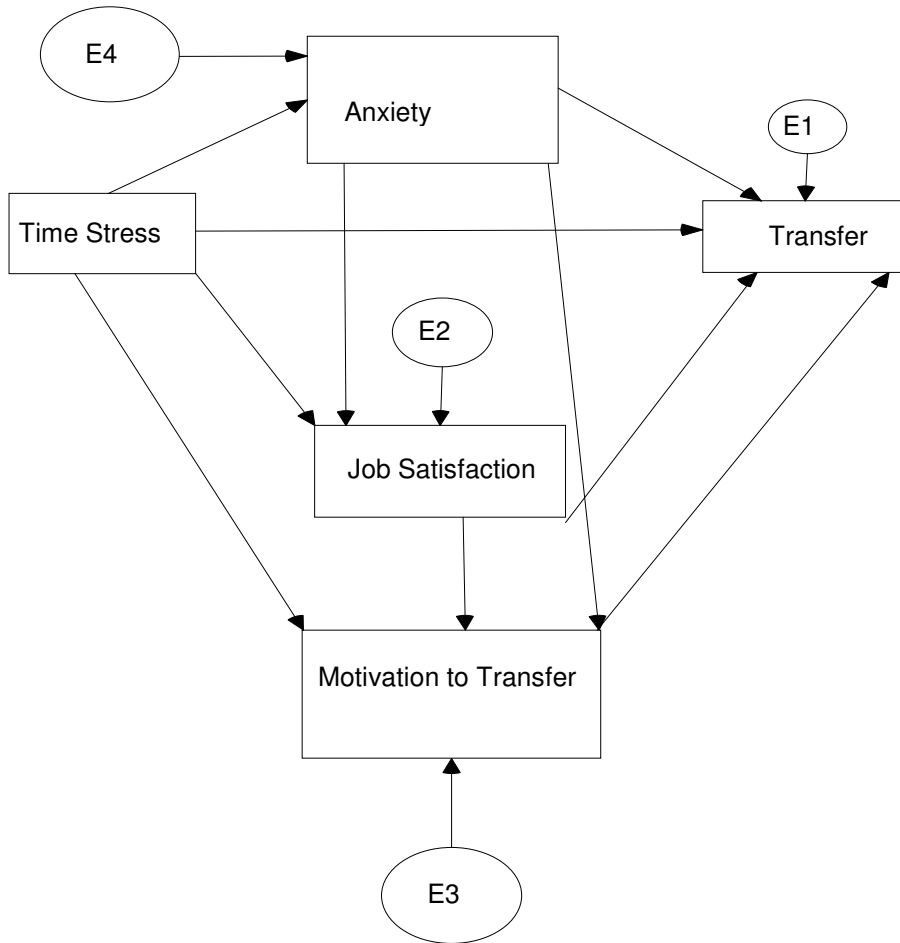 E4
Anxiety
E1
Time Stress
Transfer
E2
Job Satisfaction
Motivation to Transfer
E3